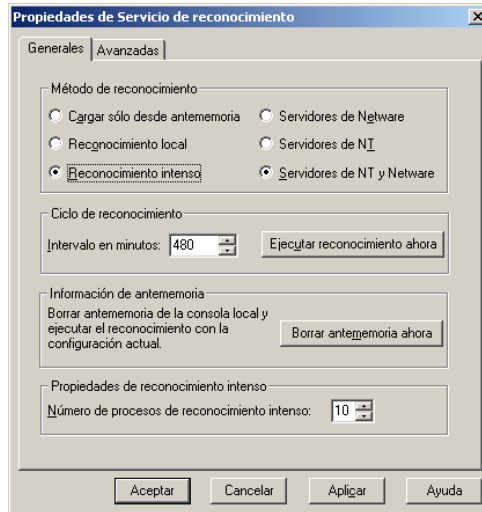 Propiedades de Servicio de reconocimiento
Generales Avanzadas
Método de reconocimiento
Cargar sólo desde antememoria Servidores de Netware
Reconocimiento local Servidores de NT
Reconocimiento intenso Servidores de NT y Netware
Ciclo de reconocimiento
Intervalo en minutos: 480 Ejecutar reconocimiento ahora
Información de antememoria
Borrar antememoria de la consola local y
ejecutar el reconocimiento con la
configuración actual.
Borrar antememoria ahora
Propiedades de reconocimiento intenso
Número de procesos de reconocimiento intenso: 10
Aceptar Cancelar Aplicar Ayuda